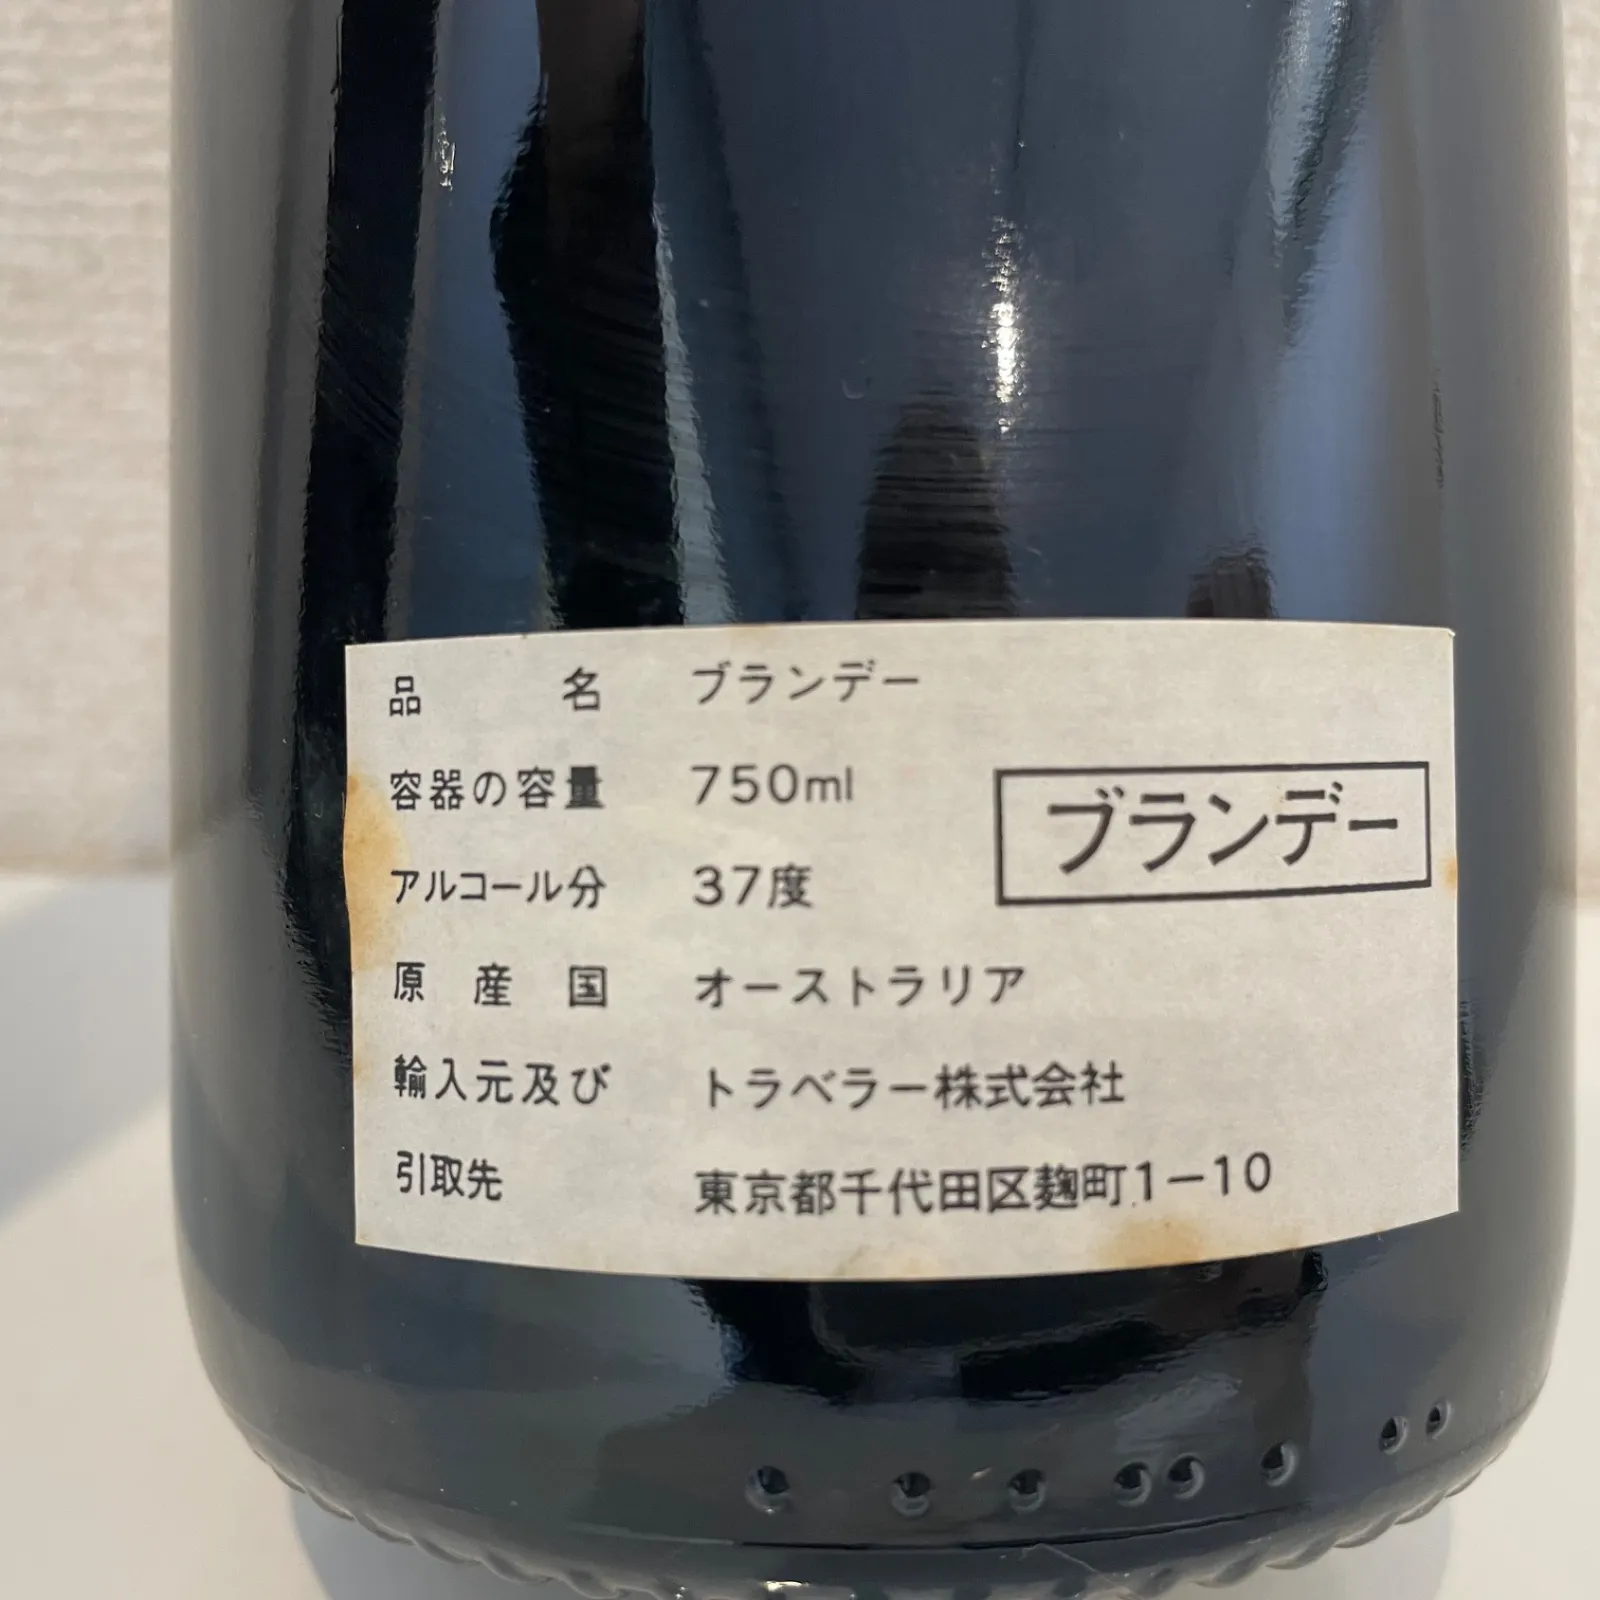 品名 ブランデー
容器の容量 750ml
ブランデー
アルコール分 37度
原産国 オーストラリア
輸入元及び トラベラー株式会社
引取先 東京都千代田区麹町1-10